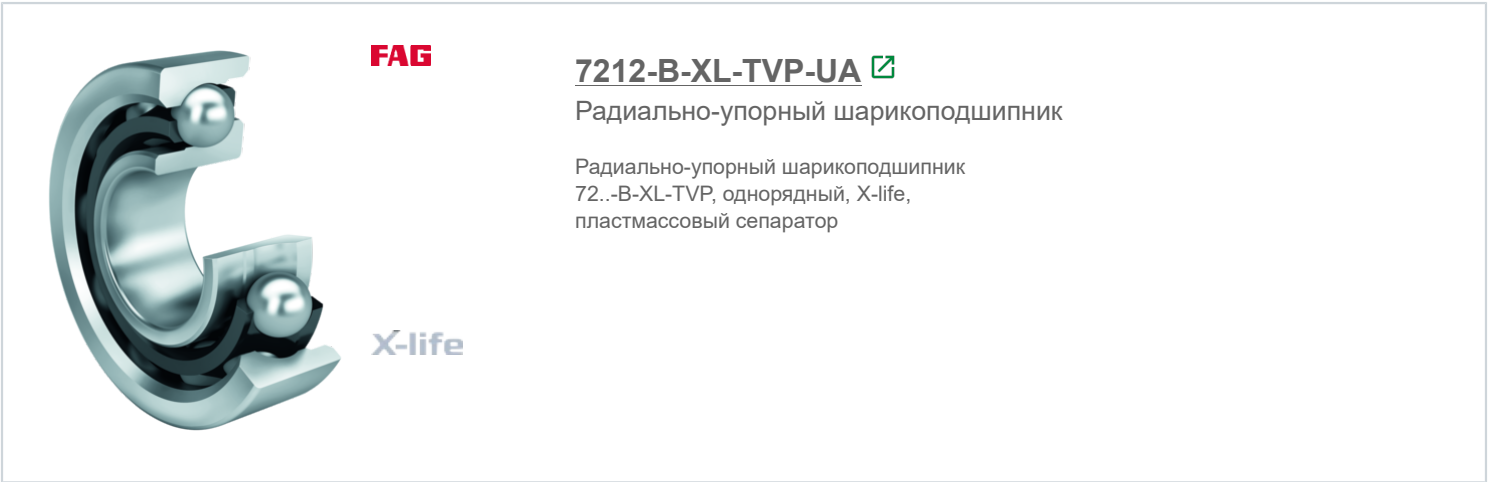 FAG
7212-B-XL-TVP-UA
Радиально-упорный шарикоподшипник
Радиально-упорный шарикоподшипник
72..-B-XL-TVP, однорядный, X-life,
пластмассовый сепаратор
X-life